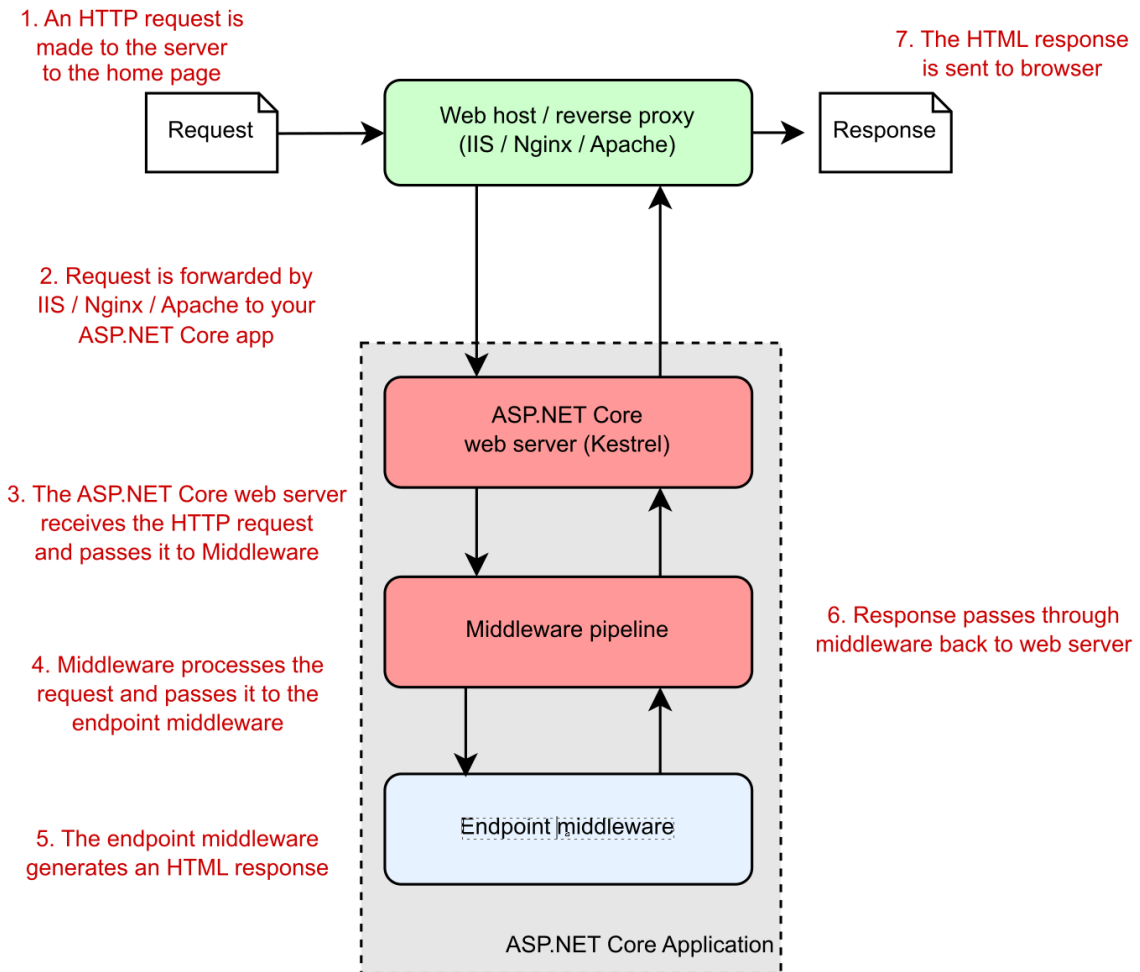 1. An HTTP request is
made to the server
to the home page
7. The HTML response
is sent to browser
Request
Web host / reverse proxy
(IIS / Nginx / Apache)
Response
2. Request is forwarded by
IIS / Nginx / Apache to your
ASP.NET Core app
ASP.NET Core
web server (Kestrel)
3. The ASP.NET Core web server
receives the HTTP request
and passes it to Middleware
Middleware pipeline
6. Response passes through
middleware back to web server
4. Middleware processes the
request and passes it to the
endpoint middleware
Endpoint middleware
5. The endpoint middleware
generates an HTML response
ASP.NET Core Application